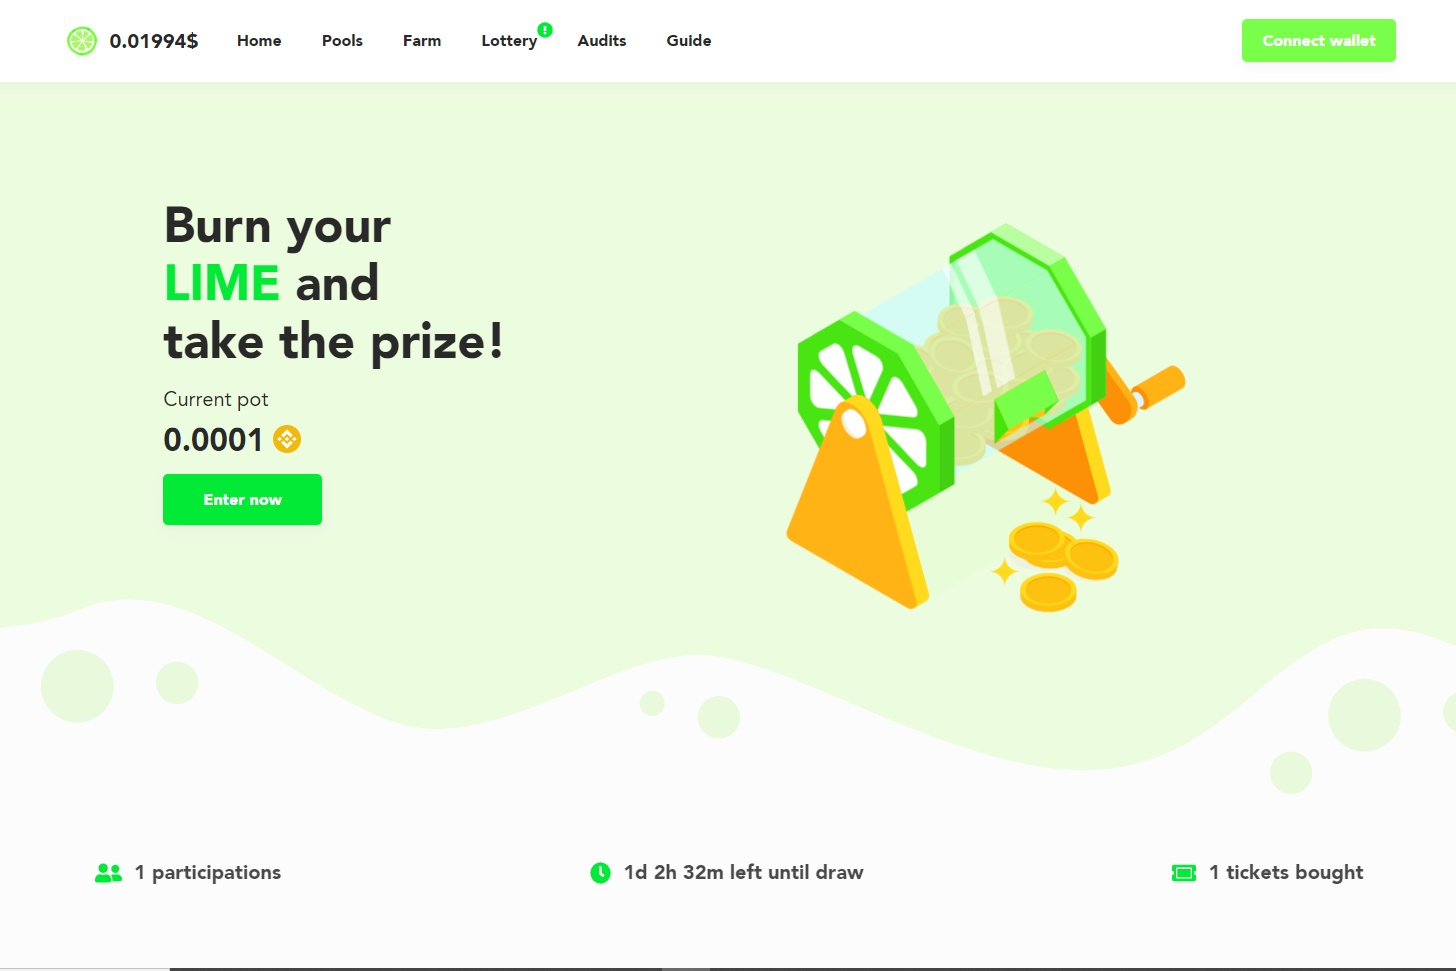 0.01994$ Home Pools Farm Lottery Audits Guide Connect wallet
Burn your
LIME and
take the prize!
Current pot
0.0001
Enter now
1 participations 1d 2h 32m left until draw 1 tickets bought